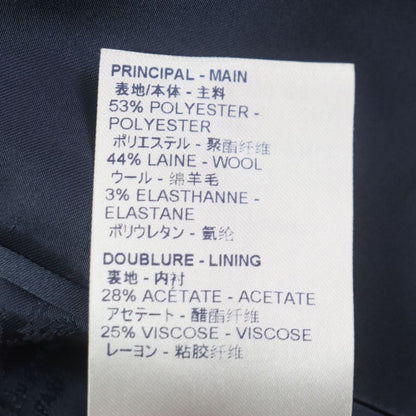 PRINCIPAL - MAIN
表地/本体 - 主料
53% POLYESTER -
POLYESTER
ポリエステル - 聚酯纤维
44% LAINE - WOOL
ウール - 绵羊毛
3% ELASTHANNE -
ELASTANE
ポリウレタン - 氨纶
DOUBLURE - LINING
裏地 - 内衬
28% ACÉTATE - ACETATE
アセテート - 醋酯纤维
25% VISCOSE - VISCOSE
レーヨン - 粘胶纤维